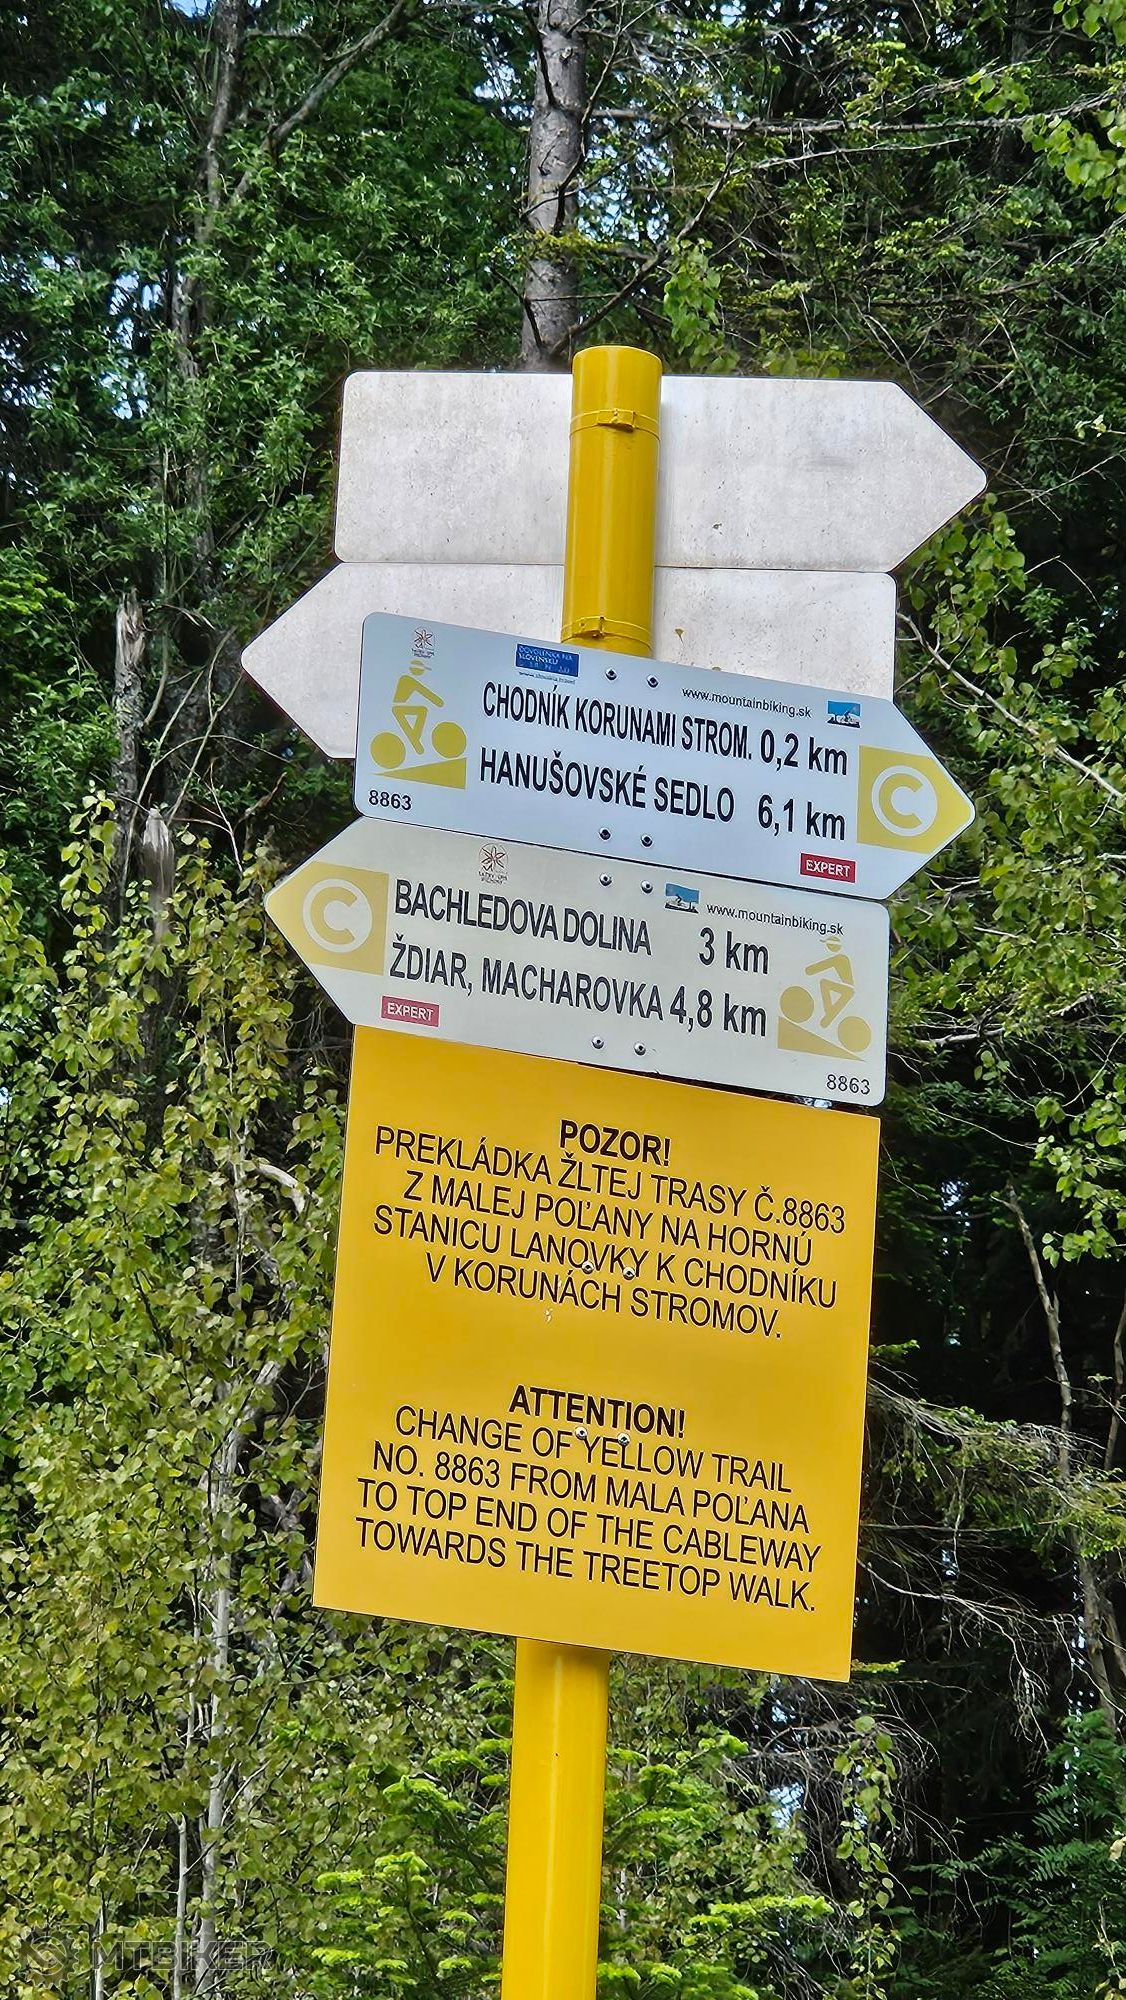 DOVOLENKA NA
SLOVENSKU
www.mountainbiking.sk
CHODNÍK KORUNAMI STROM. 0,2 km
HANUŠOVSKÉ SEDLO 6,1 km
C
8863
EXPERT
www.mountainbiking.sk
C
BACHLEDOVA DOLINA 3 km
ŽDIAR, MACHAROVKA 4,8 km
EXPERT
8863
POZOR!
PREKLÁDKA ŽLTEJ TRASY Č.8863
Z MALEJ POĽANY NA HORNÚ
STANICU LANOVKY K CHODNÍKU
V KORUNÁCH STROMOV.
ATTENTION!
CHANGE OF YELLOW TRAIL
NO. 8863 FROM MALA POĽANA
TO TOP END OF THE CABLEWAY
TOWARDS THE TREETOP WALK.
MTBIKER